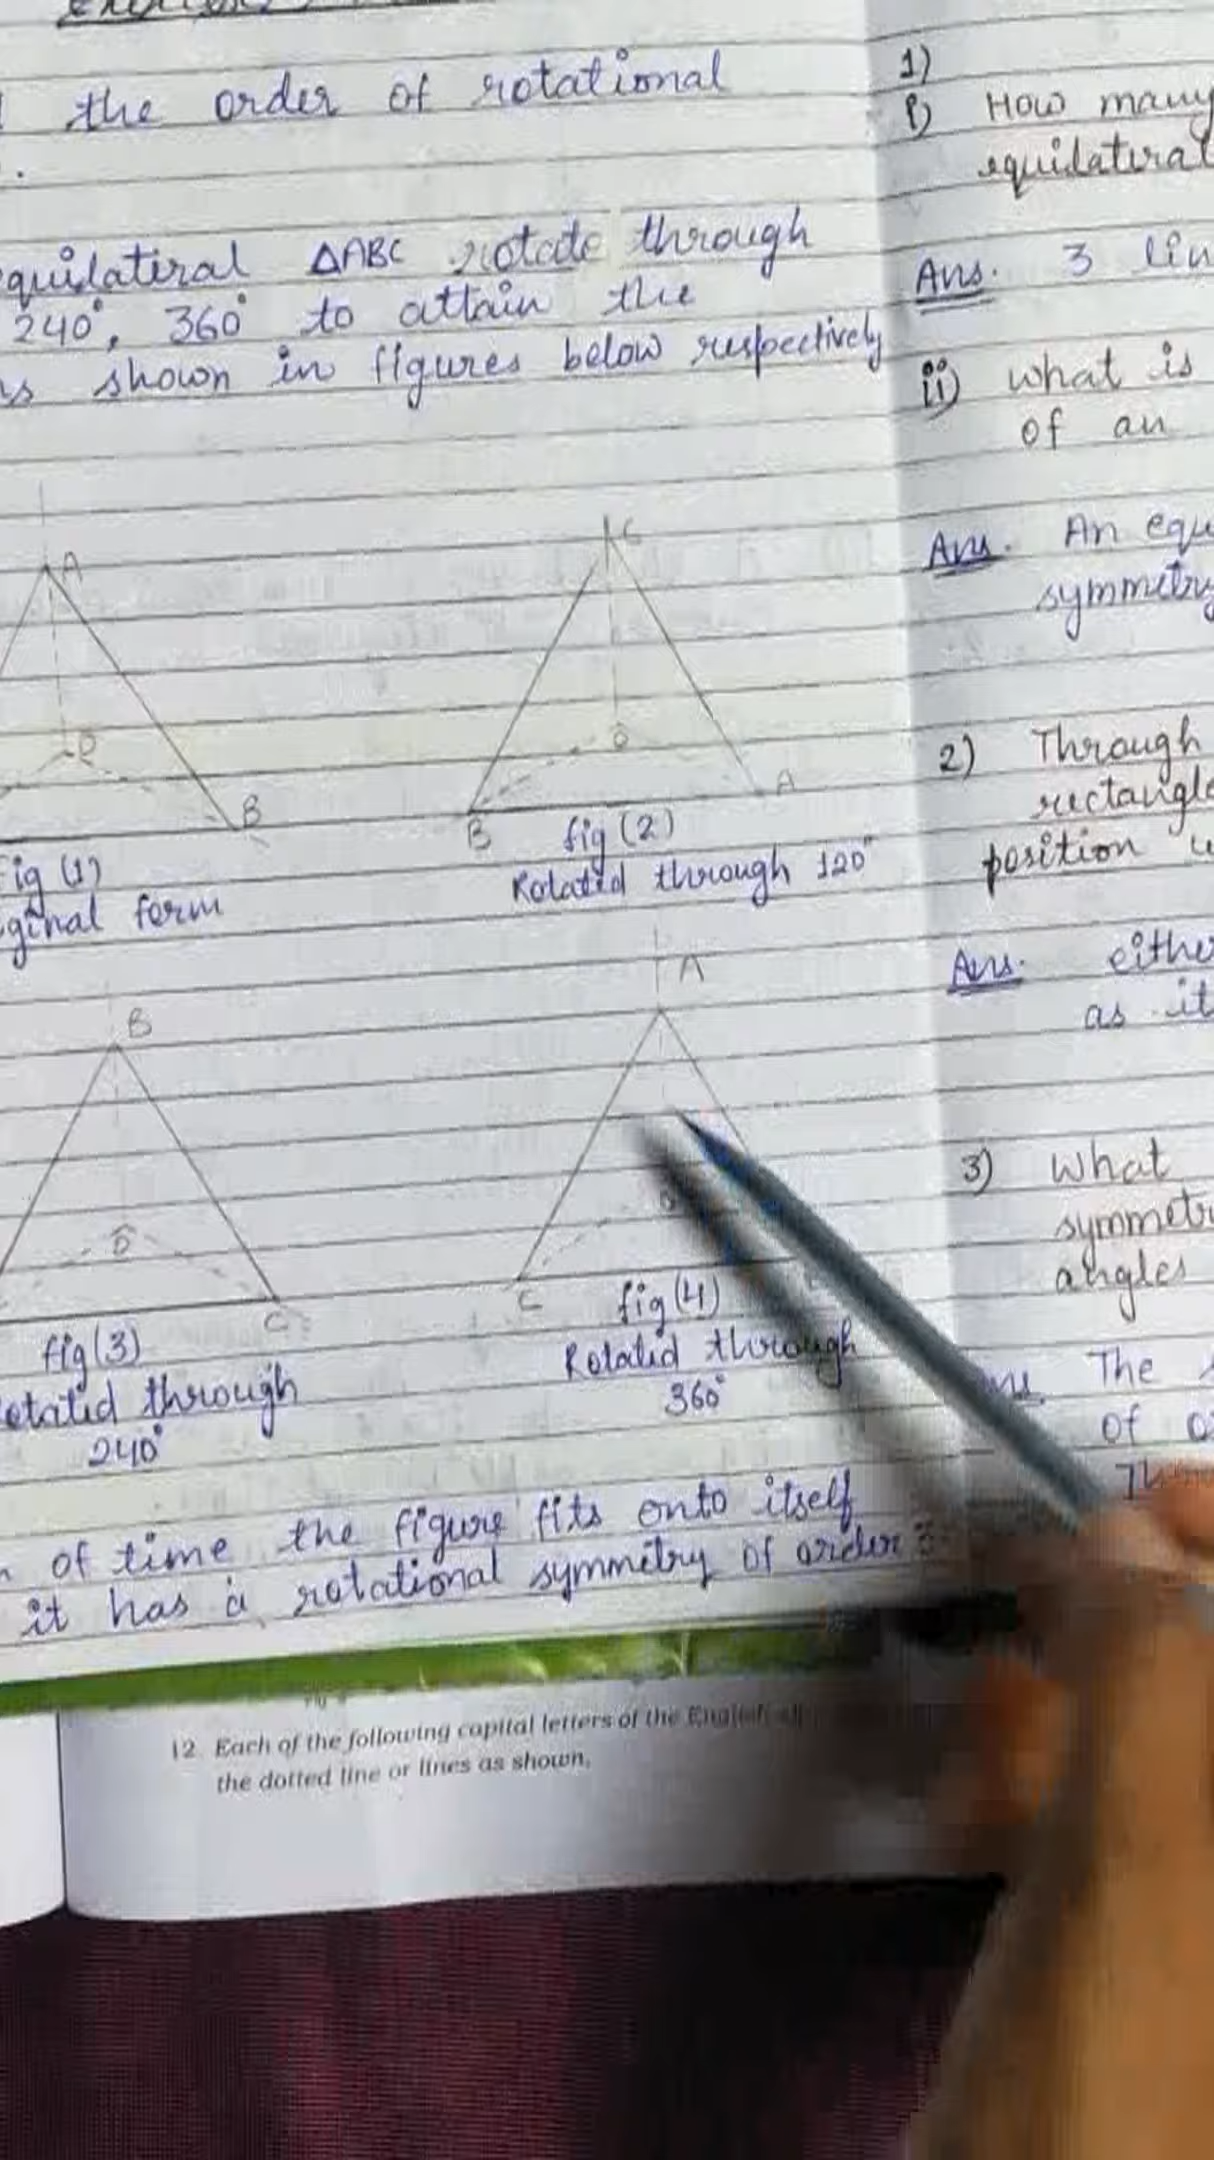 the order of rotational
quilateral ΔABC rotate through
240°, 360° to attain the
shown in figures below respectively
A
O
B
fig (1)
ginal form
C
O
B
A
fig (2)
Rotated through 120°
B
O
C
fig (3)
otated through
240°
A
C
fig (4)
Rotated through
360°
of time the figure fits onto itself
it has a rotational symmetry of order 3
1)
i) How many
equilateral
Ans. 3 lin
ii) what is
of an
Ans. An equ
symmetry
2) Through
rectangle
position
Ans. eithe
as it
3) What
symmetr
angles
The
of
12. Each of the following capital letters of the English
the dotted line or lines as shown.